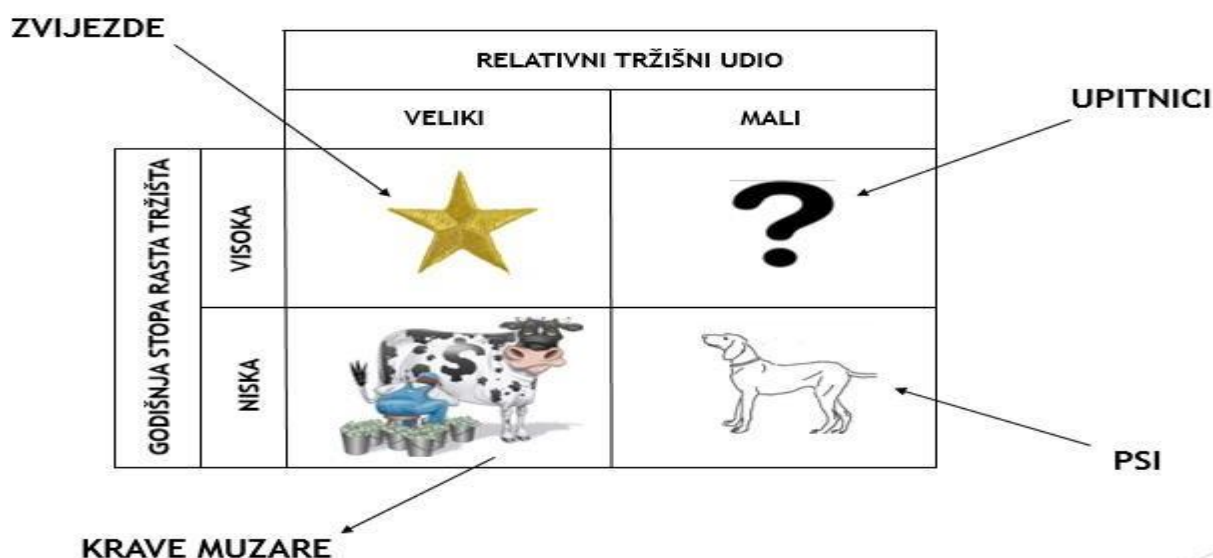 ZVIJEZDE
RELATIVNI TRŽIŠNI UDIO
UPITNICI
VELIKI
MALI
GODIŠNJA STOPA RASTA TRŽIŠTA
VISOKA
NISKA
S
PSI
KRAVE MUZARE